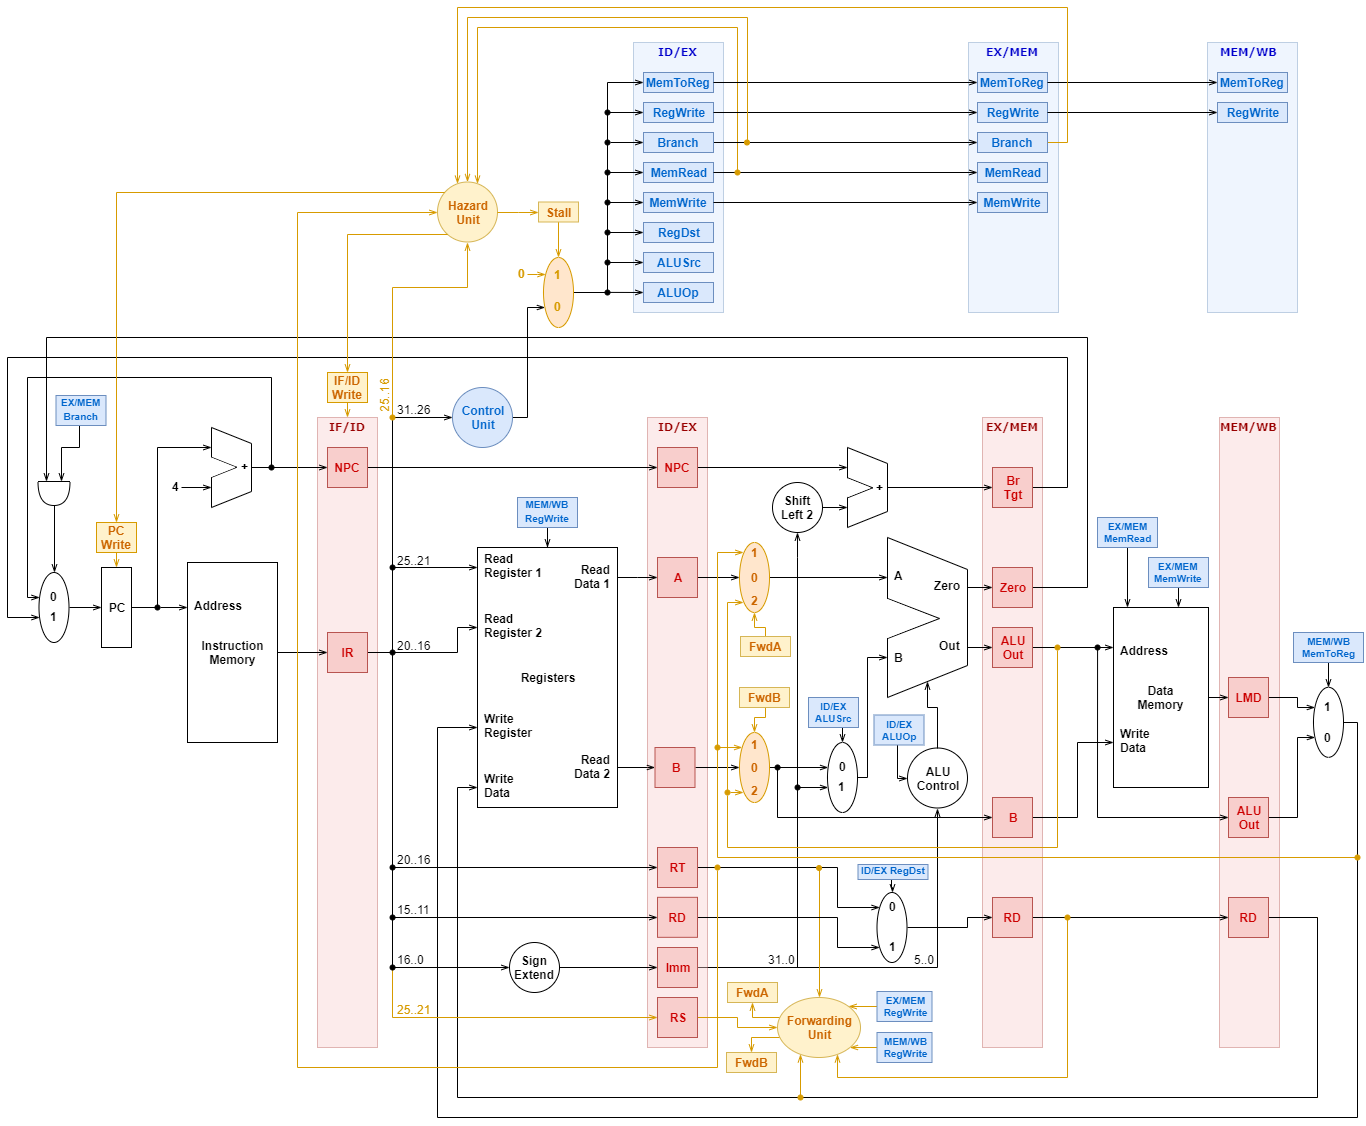 ID/EX
EX/MEM
MEM/WB
MemToReg
MemToReg
MemToReg
RegWrite
RegWrite
RegWrite
Branch
Branch
MemRead
MemRead
MemWrite
MemWrite
RegDst
ALUSrc
ALUOp
Hazard
Unit
Stall
0
1
0
IF/ID
Write
25..16
31..26
Control
Unit
EX/MEM
Branch
IF/ID
ID/EX
EX/MEM
MEM/WB
NPC
NPC
+
4
+
Br
Tgt
Shift
Left 2
PC
Write
MEM/WB
RegWrite
EX/MEM
MemRead
EX/MEM
MemWrite
0
1
PC
Address
Instruction
Memory
IR
25..21
20..16
Read
Register 1
Read
Data 1
Read
Register 2
Registers
Write
Register
Read
Data 2
Write
Data
A
1
0
2
FwdA
A
Zero
Out
B
Zero
ALU
Out
FwdB
1
0
2
B
ID/EX
ALUSrc
0
1
ID/EX
ALUOp
ALU
Control
B
Address
Data
Memory
Write
Data
LMD
ALU
Out
MEM/WB
MemToReg
1
0
20..16
RT
ID/EX RegDst
0
1
15..11
RD
RD
RD
16..0
Sign
Extend
Imm
31..0
5..0
25..21
RS
FwdA
Forwarding
Unit
FwdB
EX/MEM
RegWrite
MEM/WB
RegWrite